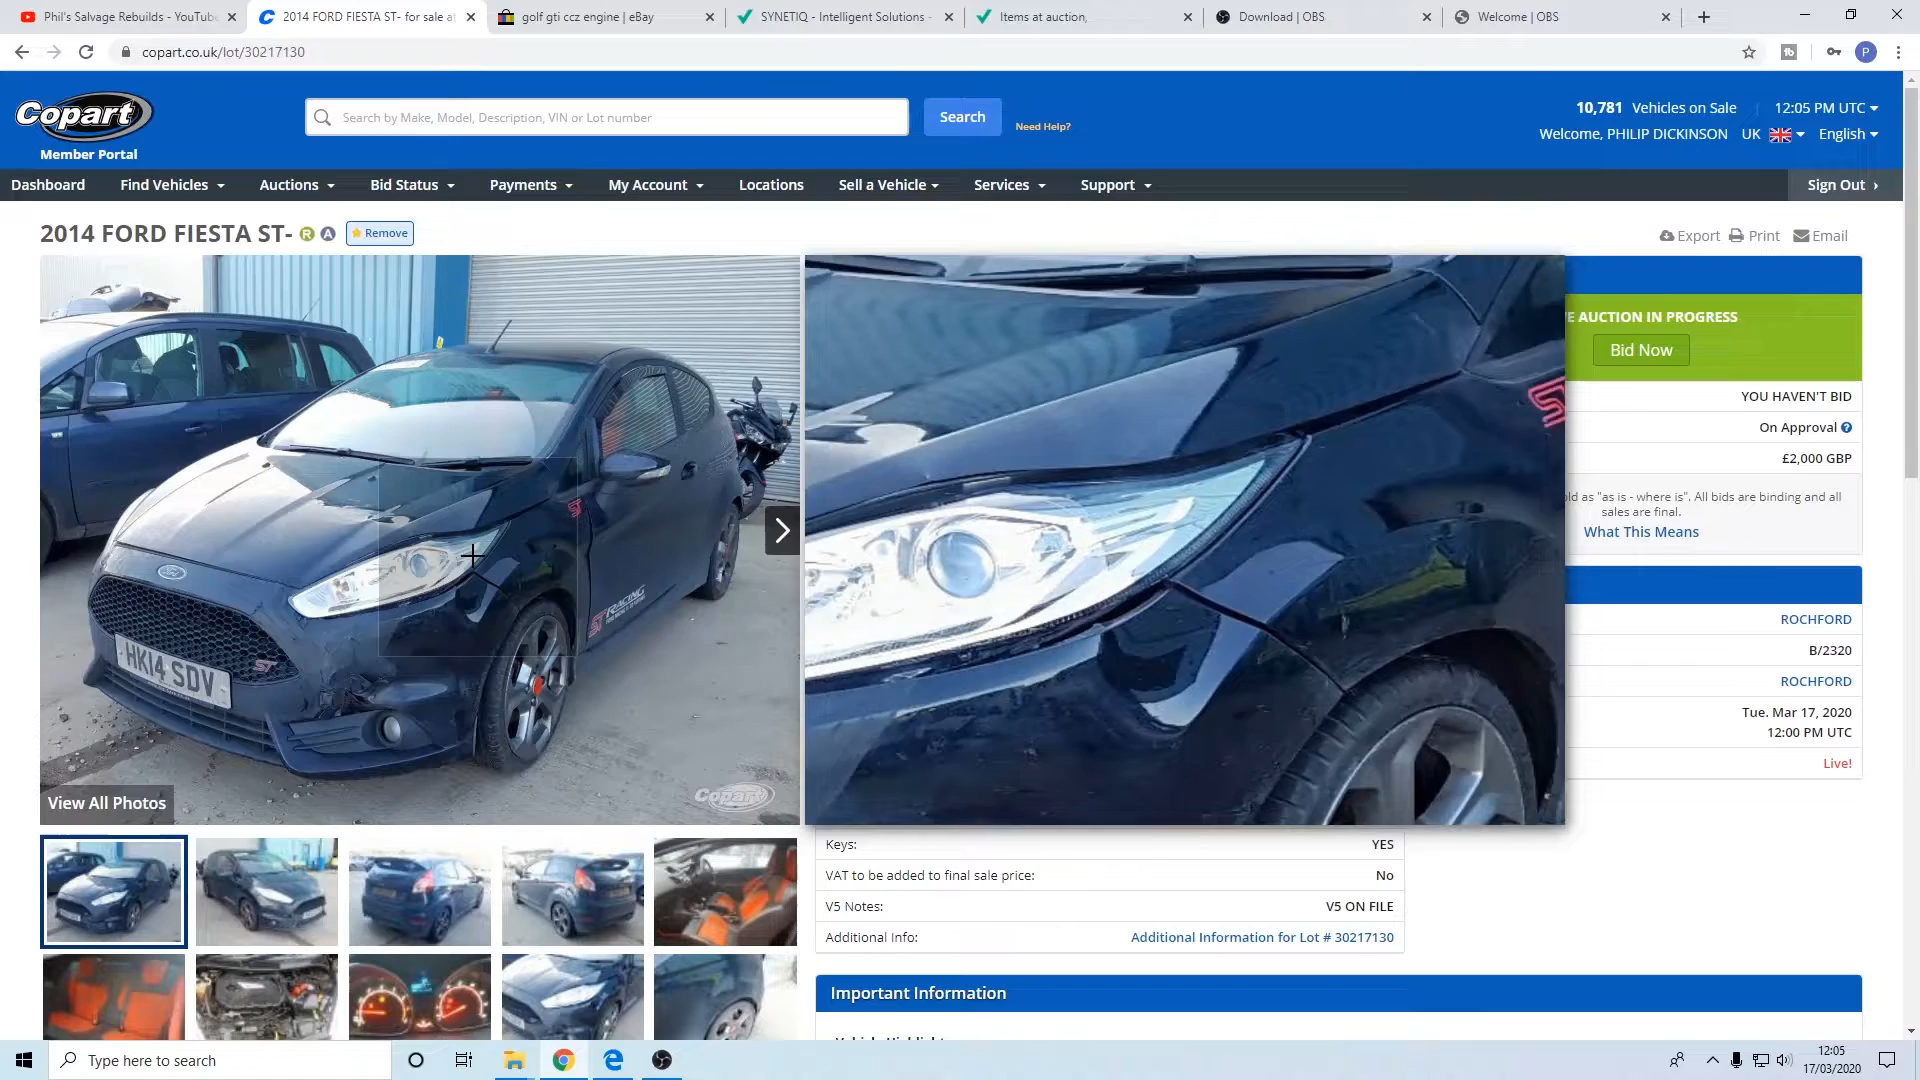 Phil's Salvage Rebuilds - YouTube
2014 FORD FIESTA ST- for sale at
golf gti ccz engine | eBay
SYNETIQ - Intelligent Solutions -
Items at auction,
Download | OBS
Welcome | OBS
copart.co.uk/lot/30217130
P
Copart
Member Portal
Search by Make, Model, Description, VIN or Lot number
Search
Need Help?
10,781 Vehicles on Sale
12:05 PM UTC
Welcome, PHILIP DICKINSON UK English
Dashboard Find Vehicles Auctions Bid Status Payments My Account Locations Sell a Vehicle Services Support Sign Out
2014 FORD FIESTA ST- R A Remove
Export Print Email
E AUCTION IN PROGRESS
Bid Now
YOU HAVEN'T BID
On Approval
£2,000 GBP
old as "as is - where is". All bids are binding and all
sales are final.
What This Means
ROCHFORD
B/2320
ROCHFORD
Tue. Mar 17, 2020
12:00 PM UTC
Live!
Ford
HK14 SDV
ST
ST
ST RACING
Copart
View All Photos
Keys: YES
VAT to be added to final sale price: No
V5 Notes: V5 ON FILE
Additional Info: Additional Information for Lot # 30217130
Important Information
Type here to search
12:05
17/03/2020